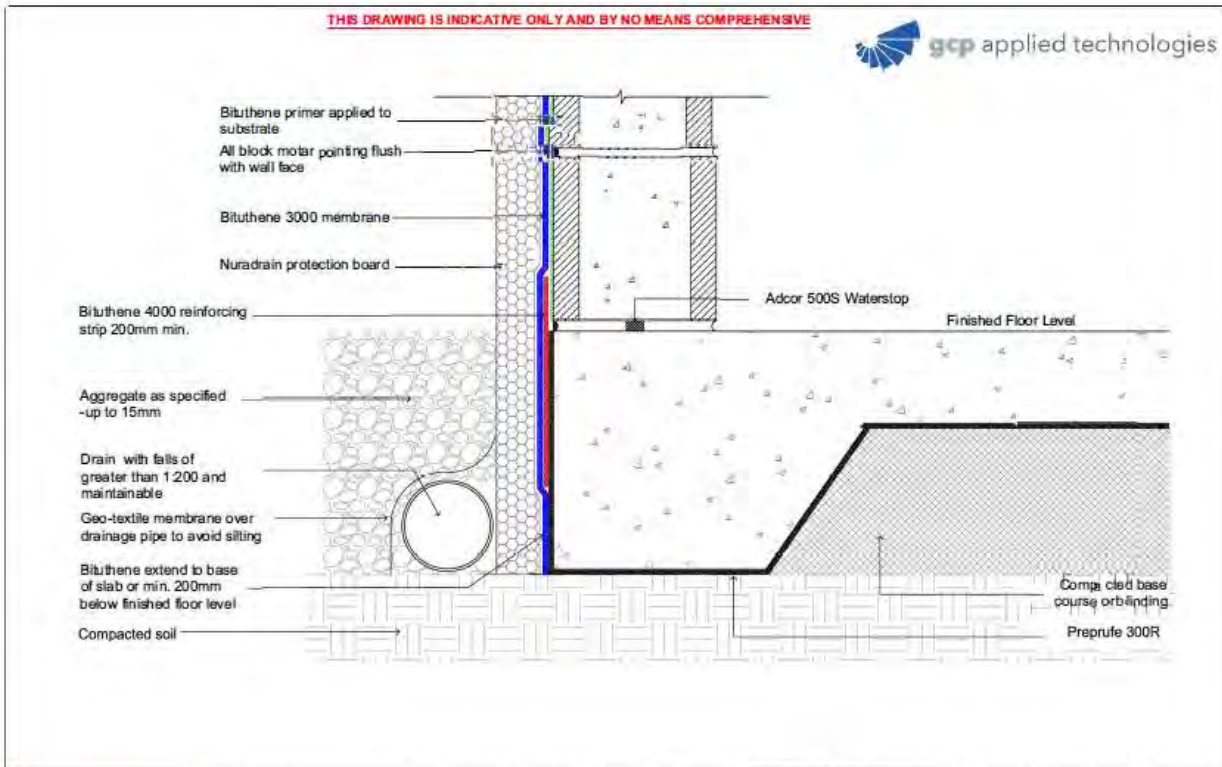 THIS DRAWING IS INDICATIVE ONLY AND BY NO MEANS COMPREHENSIVE
gcp applied technologies
Bituthene primer applied to
substrate
All block motar pointing flush
with wall face
Bituthene 3000 membrane
Nuradrain protection board
Bituthene 4000 reinforcing
strip 200mm min.
Aggregate as specified
-up to 15mm
Drain with falls of
greater than 1:200 and
maintainable
Geo-textile membrane over
drainage pipe to avoid silting
Bituthene extend to base
of slab or min. 200mm
below finished floor level
Compacted soil
Adcor 500S Waterstop
Finished Floor Level
Compacted base
course orblinding.
Preprufe 300R